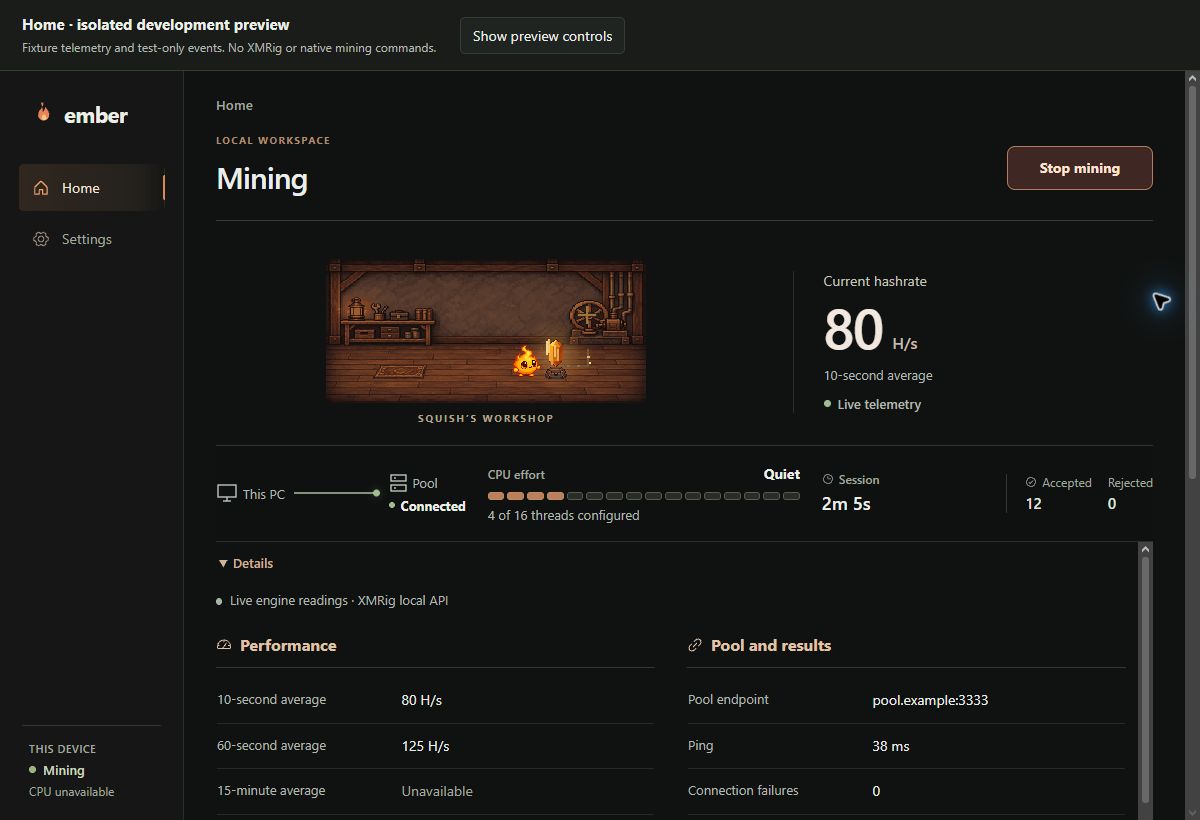 Home · isolated development preview
Fixture telemetry and test-only events. No XMRig or native mining commands.
Show preview controls
ember
Home
Settings
THIS DEVICE
Mining
CPU unavailable
Home
LOCAL WORKSPACE
Mining
Stop mining
SQUISH'S WORKSHOP
Current hashrate
80 H/s
10-second average
Live telemetry
This PC
Pool
Connected
CPU effort
Quiet
4 of 16 threads configured
Session
2m 5s
Accepted
12
Rejected
0
▼ Details
Live engine readings · XMRig local API
Performance
10-second average 80 H/s
60-second average 125 H/s
15-minute average Unavailable
Pool and results
Pool endpoint pool.example:3333
Ping 38 ms
Connection failures 0